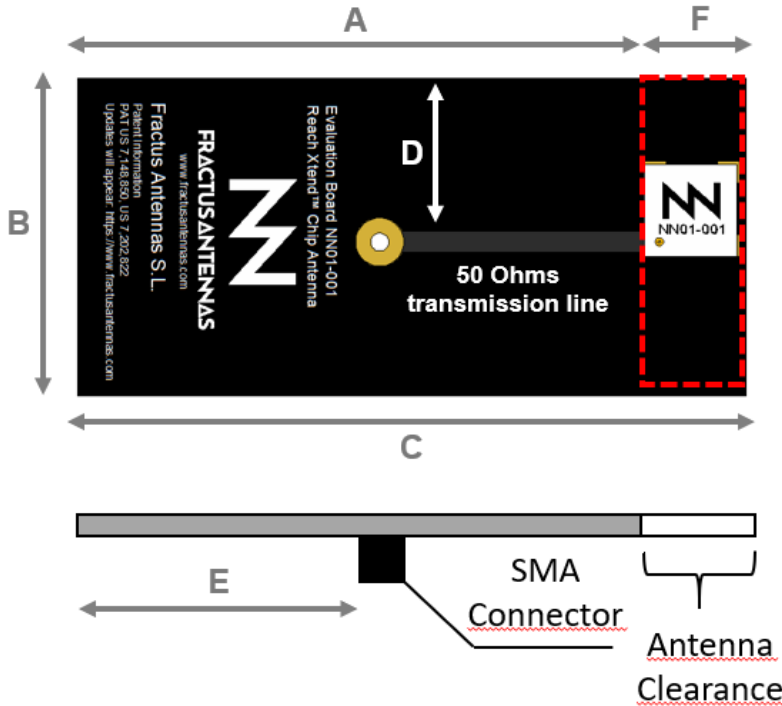 A
F
B
D
Evaluation Board NN01-001
Reach Xtend™ Chip Antenna
FRACTUSANTENNAS
www.fractusantennas.com
Fractus Antennas S.L.
Patent Information
PAT US 7,148,850, US 7,202,822
Updates will appear: https://www.fractusantennas.com
NN01-001
50 Ohms
transmission line
C
E
SMA
Connector
Antenna
Clearance